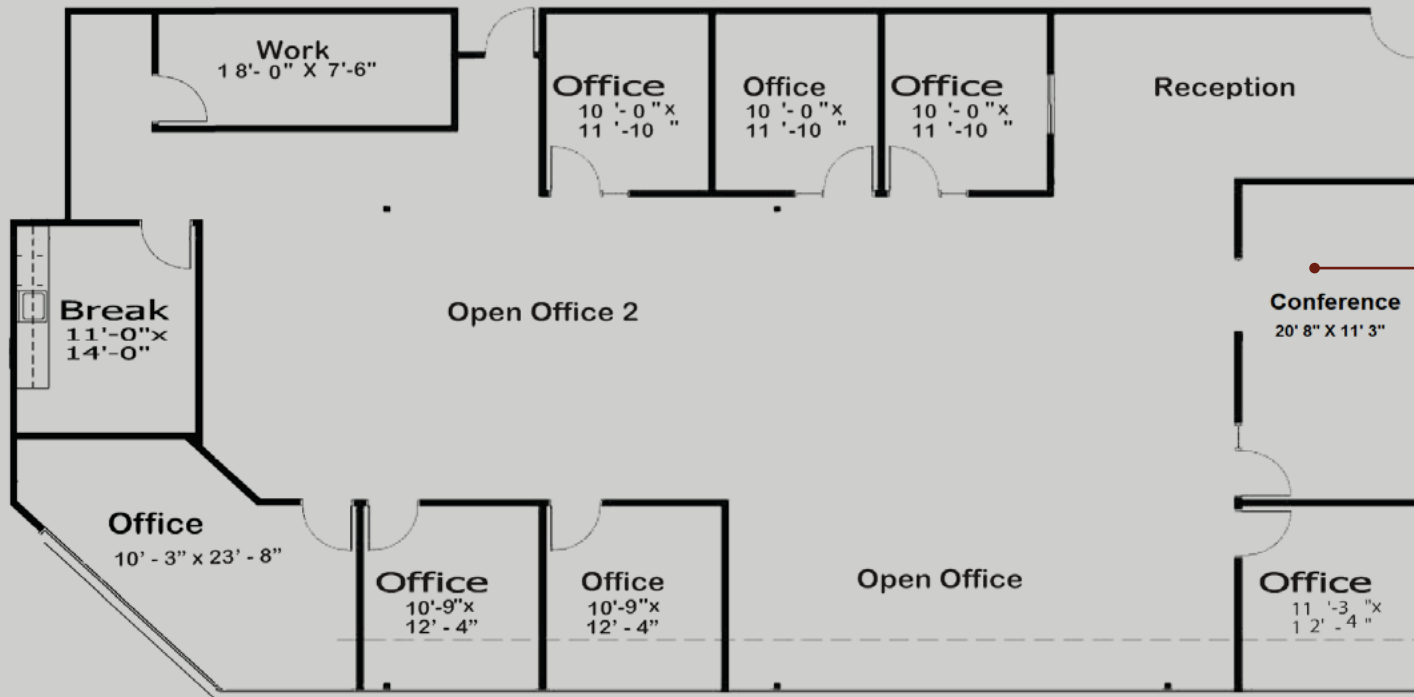 Work
1 8'- 0" X 7'-6"
Office
10 '- 0 "x
11 '-10 "
Office
10 '- 0 "x
11 '-10 "
Office
10 '- 0 "x
11 '-10 "
Reception
Break
11'-0"x
14'-0"
Open Office 2
Conference
20' 8" X 11' 3"
Office
10' - 3” x 23' - 8”
Office
10'-9"x
12' - 4”
Office
10'-9"x
12' - 4”
Open Office
Office
11 '-3 "x
1 2' - 4 "